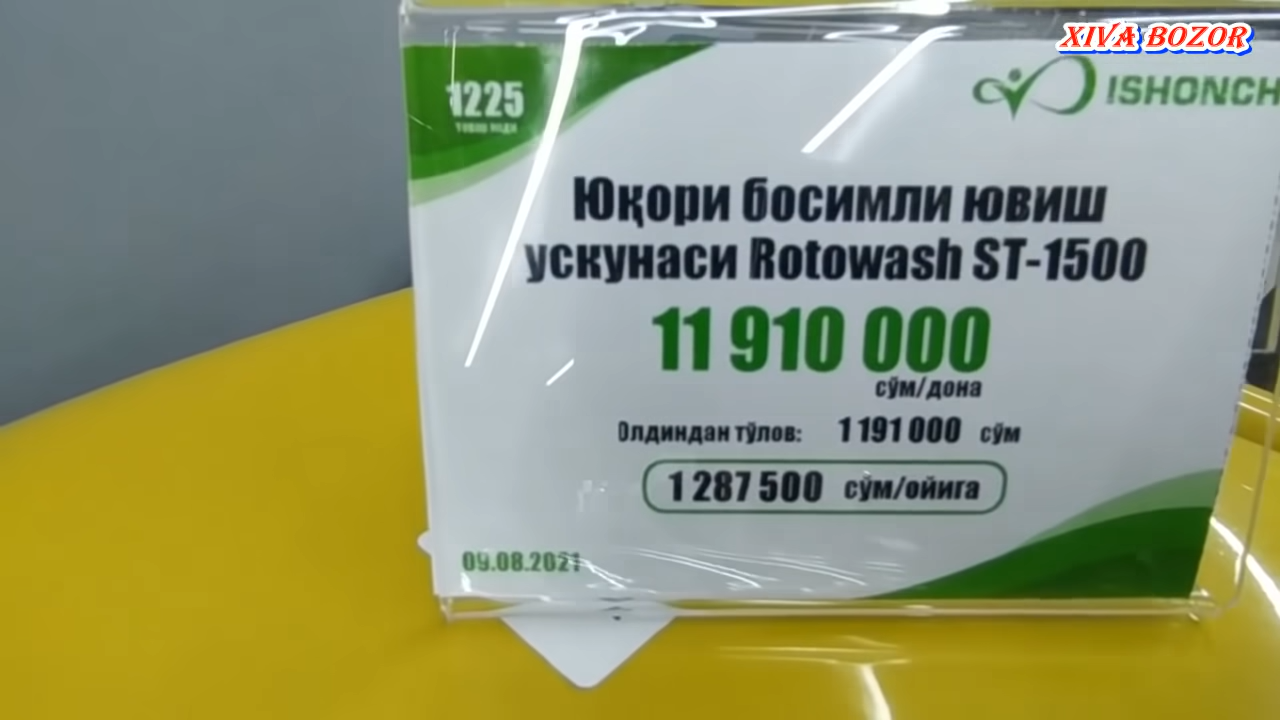 XIVA BOZOR
1225
ISHONCH
Юқори босимли ювиш
ускунаси Rotowash ST-1500
11 910 000
сўм/дона
Олдиндан тўлов: 1 191 000 сўм
1 287 500 сўм/ойига
09.08.2021